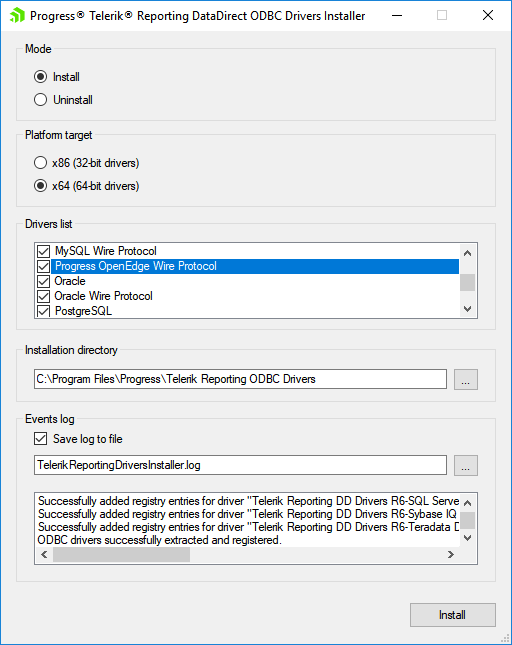 Progress® Telerik® Reporting DataDirect ODBC Drivers Installer
Mode
Install
Uninstall
Platform target
x86 (32-bit drivers)
x64 (64-bit drivers)
Drivers list
MySQL Wire Protocol
Progress OpenEdge Wire Protocol
Oracle
Oracle Wire Protocol
PostgreSQL
Installation directory
C:\Program Files\Progress\Telerik Reporting ODBC Drivers
...
Events log
Save log to file
TelerikReportingDriversInstaller.log
...
Successfully added registry entries for driver "Telerik Reporting DD Drivers R6-SQL Serve
Successfully added registry entries for driver "Telerik Reporting DD Drivers R6-Sybase IQ
Successfully added registry entries for driver "Telerik Reporting DD Drivers R6-Teradata D
ODBC drivers successfully extracted and registered.
Install